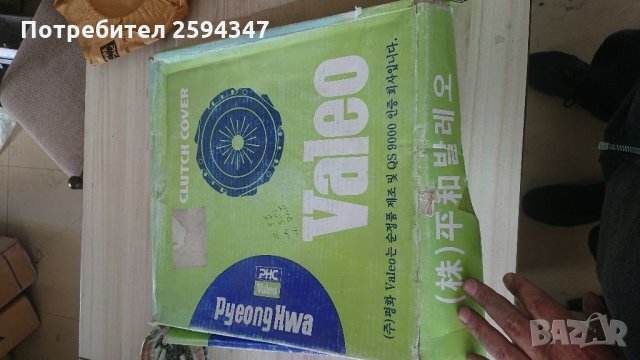 Потребител 2594347
CLUTCH COVER
Valeo
(주)평화 Valeo는 순정품 제조 및 QS 9000 인증 회사입니다.
(株)平和발레오
PHC
Valeo
PyeongHwa
BAZAR
bg